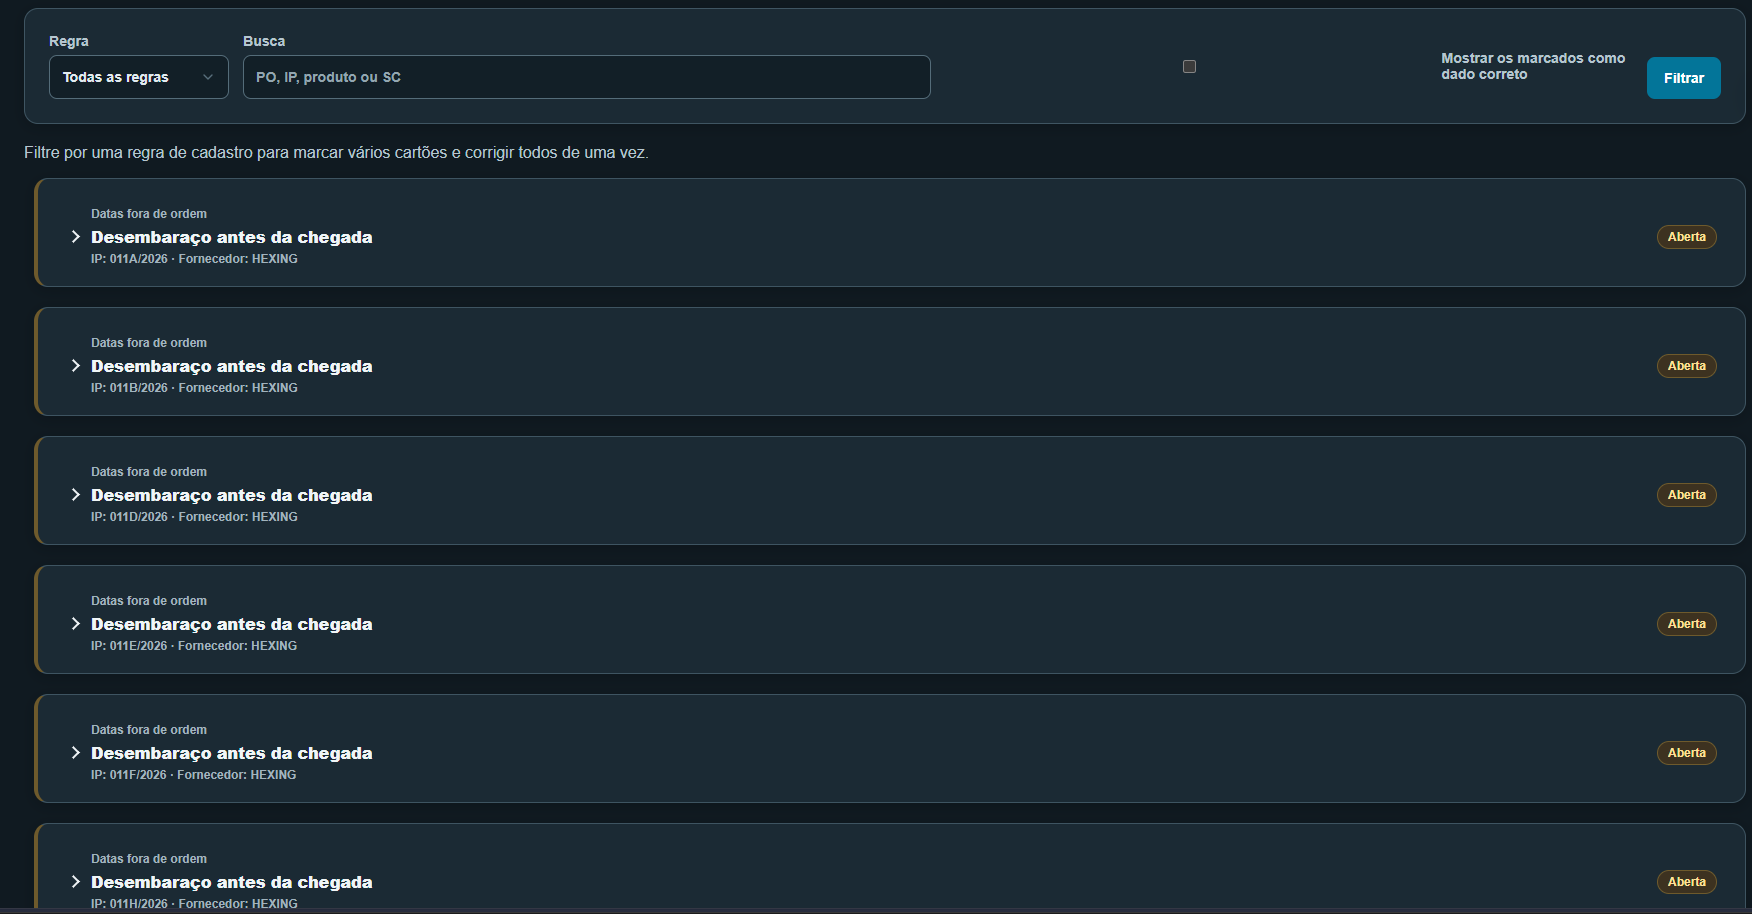 Regra
Busca
Todas as regras
PO, IP, produto ou SC
Mostrar os marcados como
dado correto
Filtrar
Filtre por uma regra de cadastro para marcar vários cartões e corrigir todos de uma vez.
Datas fora de ordem
Desembaraço antes da chegada
IP: 011A/2026 · Fornecedor: HEXING
Aberta
Datas fora de ordem
Desembaraço antes da chegada
IP: 011B/2026 · Fornecedor: HEXING
Aberta
Datas fora de ordem
Desembaraço antes da chegada
IP: 011D/2026 · Fornecedor: HEXING
Aberta
Datas fora de ordem
Desembaraço antes da chegada
IP: 011E/2026 · Fornecedor: HEXING
Aberta
Datas fora de ordem
Desembaraço antes da chegada
IP: 011F/2026 · Fornecedor: HEXING
Aberta
Datas fora de ordem
Desembaraço antes da chegada
IP: 011H/2026 · Fornecedor: HEXING
Aberta